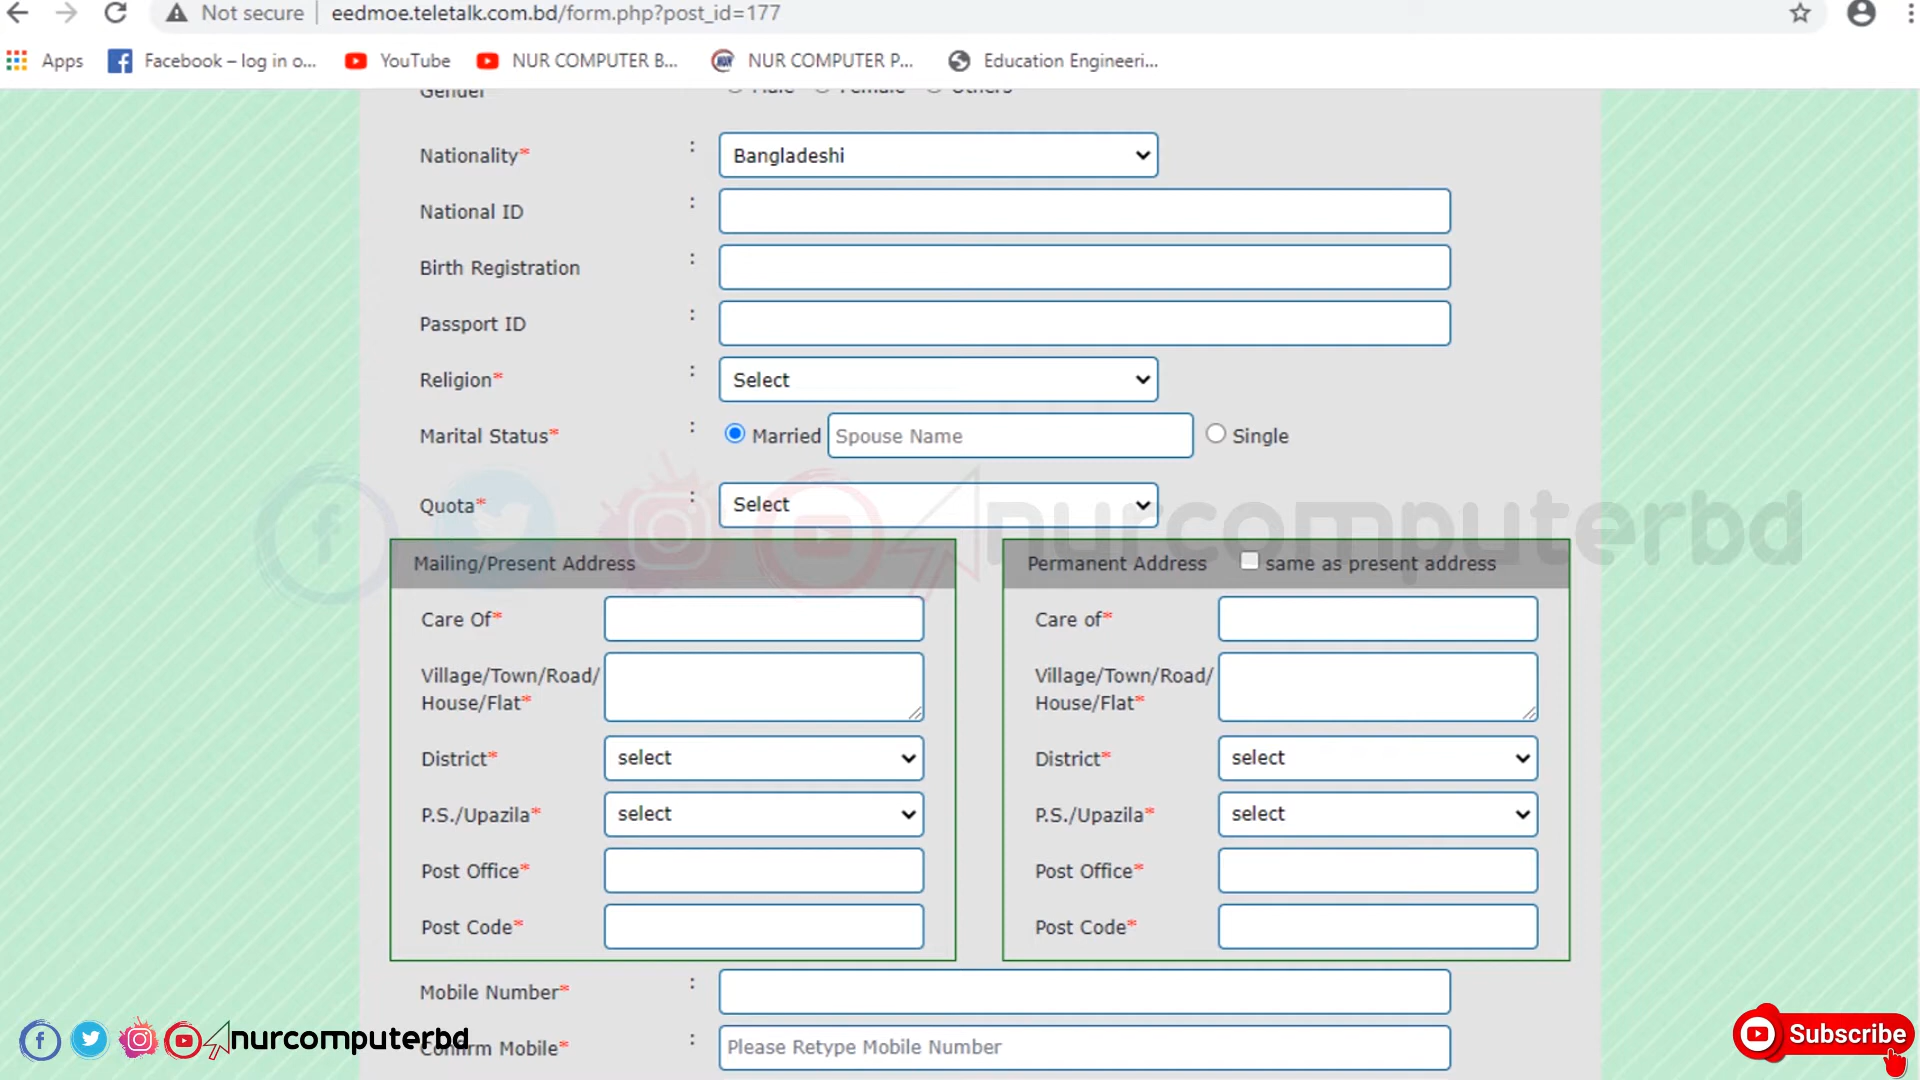 Not secure eedmoe.teletalk.com.bd/form.php?post_id=177
Apps Facebook – log in o... YouTube NUR COMPUTER B... NUR COMPUTER P... Education Engineeri...
Gender Male Female Others
Nationality* : Bangladeshi
National ID :
Birth Registration :
Passport ID :
Religion* : Select
Marital Status* : Married Spouse Name Single
Quota* : Select
nurcomputerbd
Mailing/Present Address
Care Of*
Village/Town/Road/
House/Flat*
District* select
P.S./Upazila* select
Post Office*
Post Code*
Permanent Address same as present address
Care of*
Village/Town/Road/
House/Flat*
District* select
P.S./Upazila* select
Post Office*
Post Code*
Mobile Number* :
Confirm Mobile* : Please Retype Mobile Number
nurcomputerbd
Subscribe